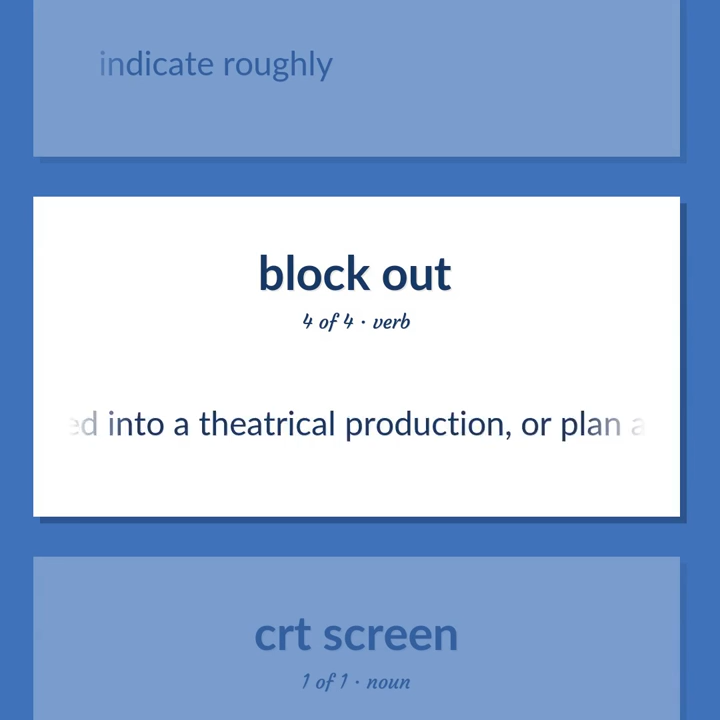 indicate roughly
block out
4 of 4 · verb
into a theatrical production, or plan
crt screen
1 of 1 · noun